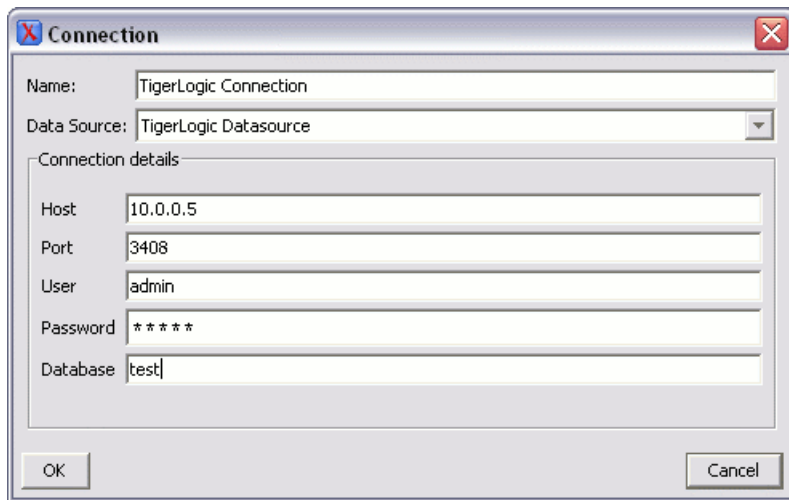 Connection
Name: TigerLogic Connection
Data Source: TigerLogic Datasource
Connection details
Host 10.0.0.5
Port 3408
User admin
Password *****
Database test
OK Cancel